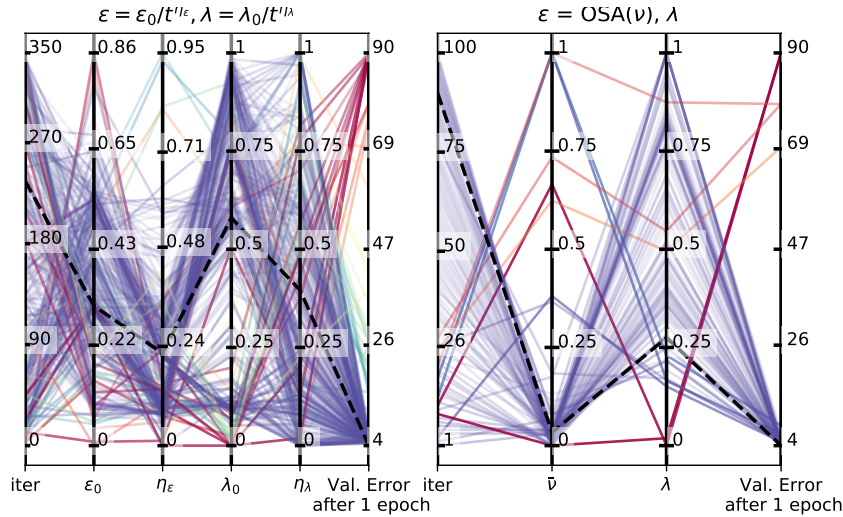 ε = ε₀/t^ηε, λ = λ₀/t^ηλ
350 0.86 0.95 1 1 90
270 0.65 0.71 0.75 0.75 69
180 0.43 0.48 0.5 0.5 47
90 0.22 0.24 0.25 0.25 26
0 0 0 0 0 4
iter ε₀ η_ε λ₀ η_λ Val. Error
after 1 epoch
ε = OSA(ν), λ
100 1 1 90
75 0.75 0.75 69
50 0.5 0.5 47
26 0.25 0.25 26
1 0 0 4
iter ν̄ λ Val. Error
after 1 epoch